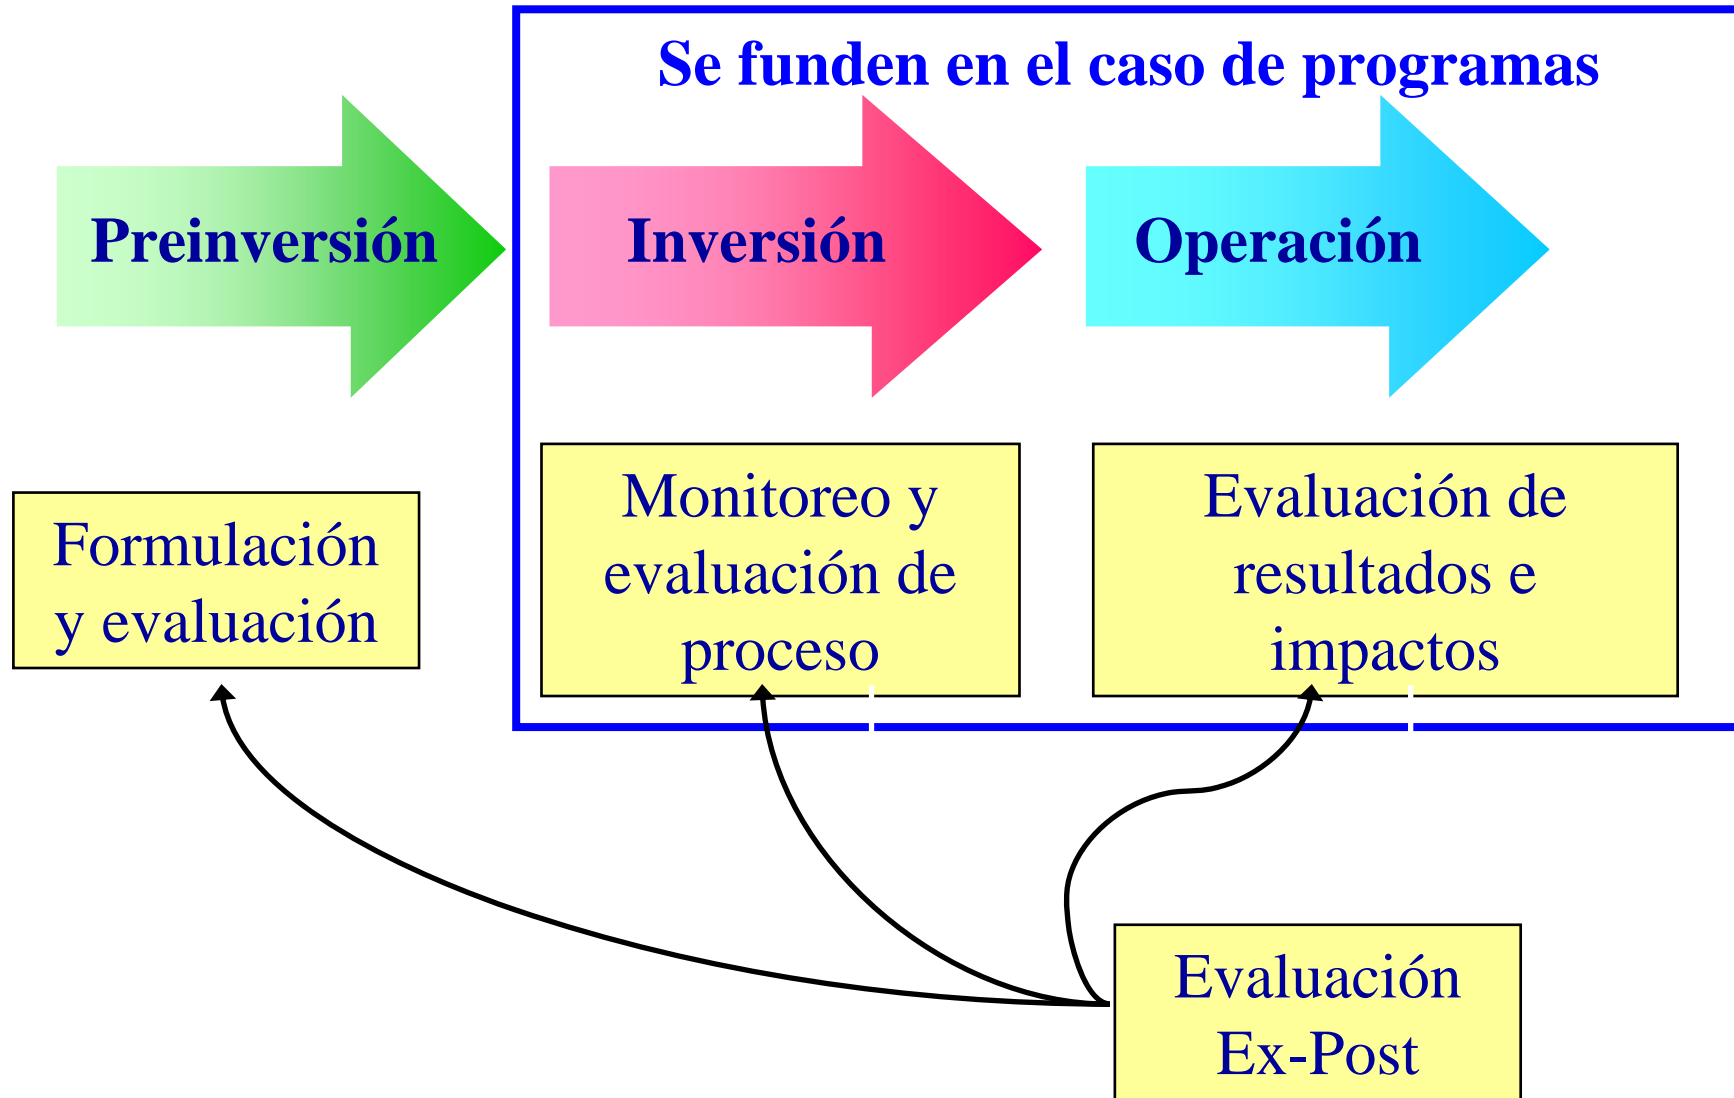 Se funden en el caso de programas
Preinversión
Inversión
Operación
Formulación
y evaluación
Monitoreo y
evaluación de
proceso
Evaluación de
resultados e
impactos
Evaluación
Ex-Post